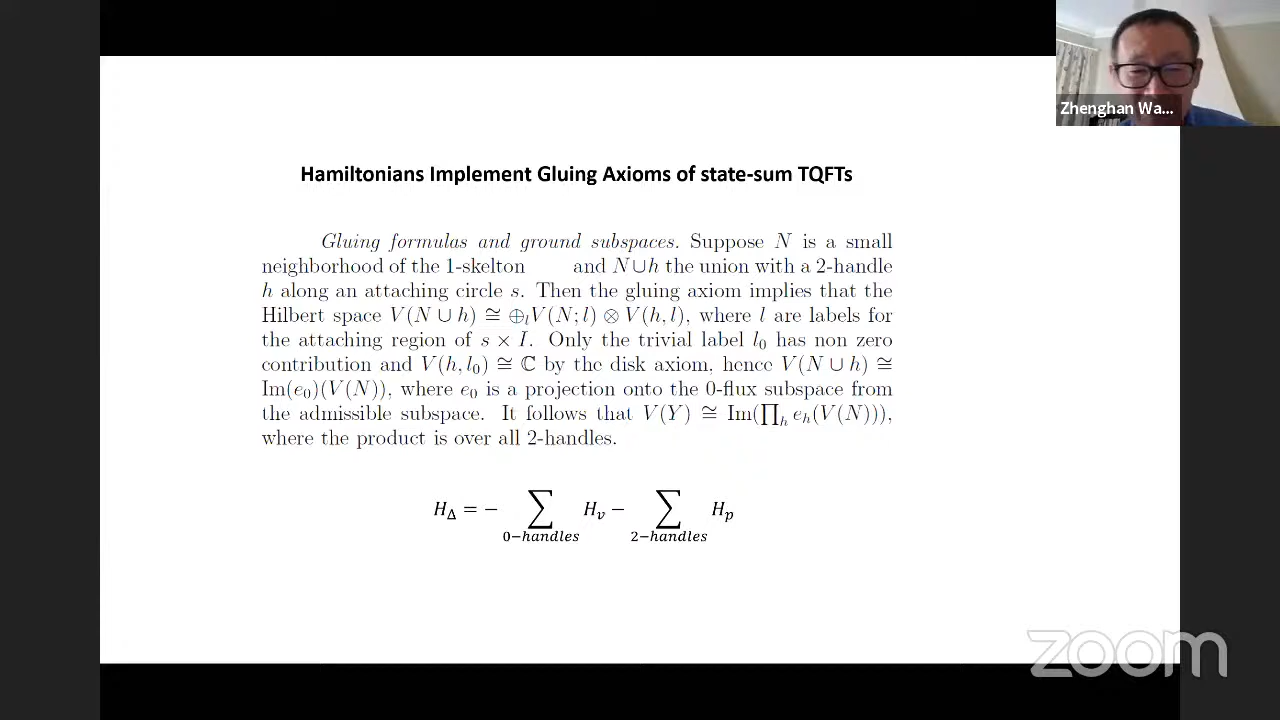 Zhenghan Wa...
Hamiltonians Implement Gluing Axioms of state-sum TQFTs
Gluing formulas and ground subspaces. Suppose N is a small
neighborhood of the 1-skelton and N ∪ h the union with a 2-handle
h along an attaching circle s. Then the gluing axiom implies that the
Hilbert space V(N ∪ h) ≅ ⊕_l V(N; l) ⊗ V(h, l), where l are labels for
the attaching region of s × I. Only the trivial label l_0 has non zero
contribution and V(h, l_0) ≅ ℂ by the disk axiom, hence V(N ∪ h) ≅
Im(e_0)(V(N)), where e_0 is a projection onto the 0-flux subspace from
the admissible subspace. It follows that V(Y) ≅ Im(∏_h e_h(V(N))),
where the product is over all 2-handles.
H_Δ = − ∑_{0−handles} H_v − ∑_{2−handles} H_p
zoom